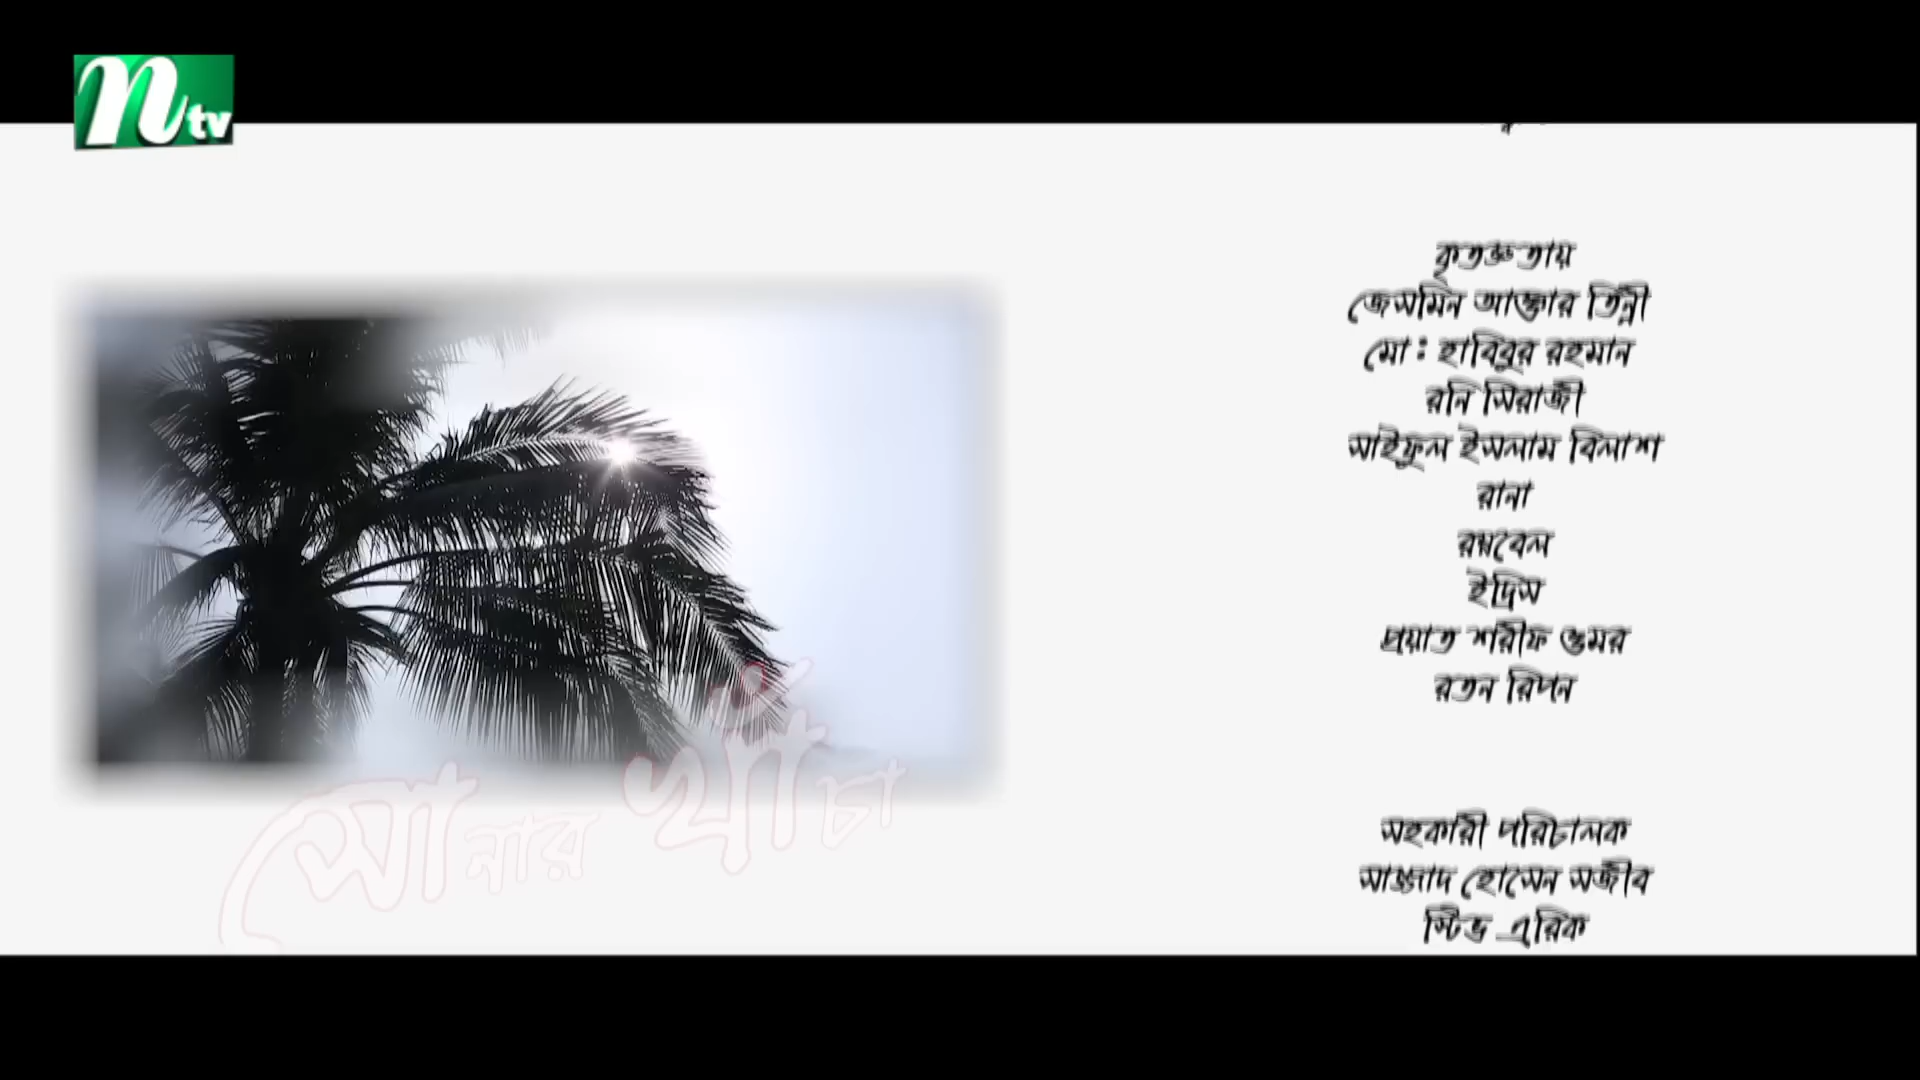 ntv
কৃতজ্ঞতায়
জেসমিন আক্তার তিন্নী
মো: হাবিবুর রহমান
রনি সিরাজী
সাইফুল ইসলাম বিলাশ
রানা
রুবেল
ইদ্রিস
প্রয়াত শরীফ ওমর
রতন রিপন
সহকারী পরিচালক
সাজ্জাদ হোসেন সজীব
স্টিভ এরিক
সোনার খাঁচা